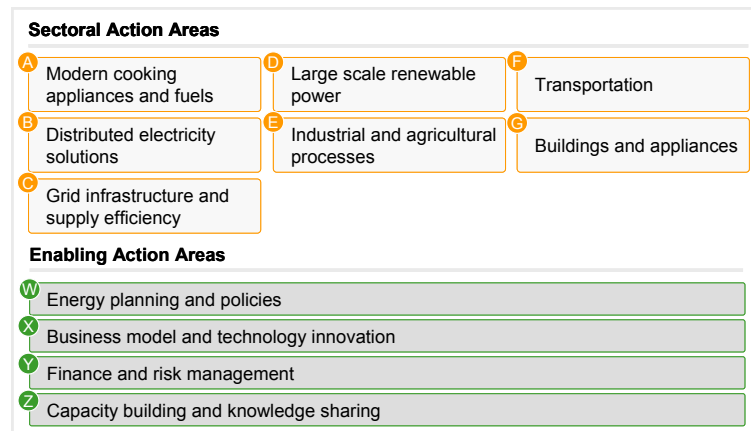 Sectoral Action Areas
A
Modern cooking
appliances and fuels
B
Distributed electricity
solutions
C
Grid infrastructure and
supply efficiency
D
Large scale renewable
power
E
Industrial and agricultural
processes
F
Transportation
G
Buildings and appliances
Enabling Action Areas
W
Energy planning and policies
X
Business model and technology innovation
Y
Finance and risk management
Z
Capacity building and knowledge sharing